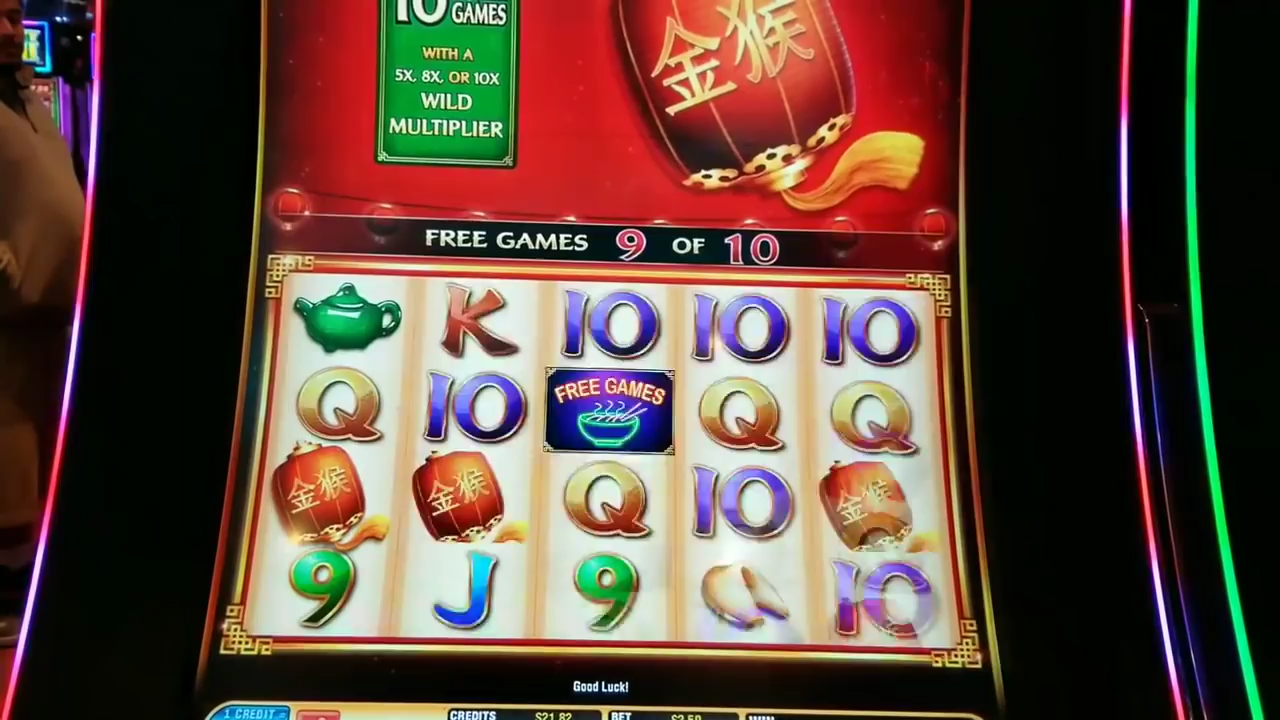 10 GAMES
WITH A
5X, 8X, OR 10X
WILD
MULTIPLIER
金猴
FREE GAMES 9 OF 10
K 10 10 10
Q 10 FREE GAMES Q Q
金猴 金猴 Q 10 金猴
9 J 9 10
Good Luck!
1 CREDIT =
CREDITS $21.82 BET $2.50 WIN